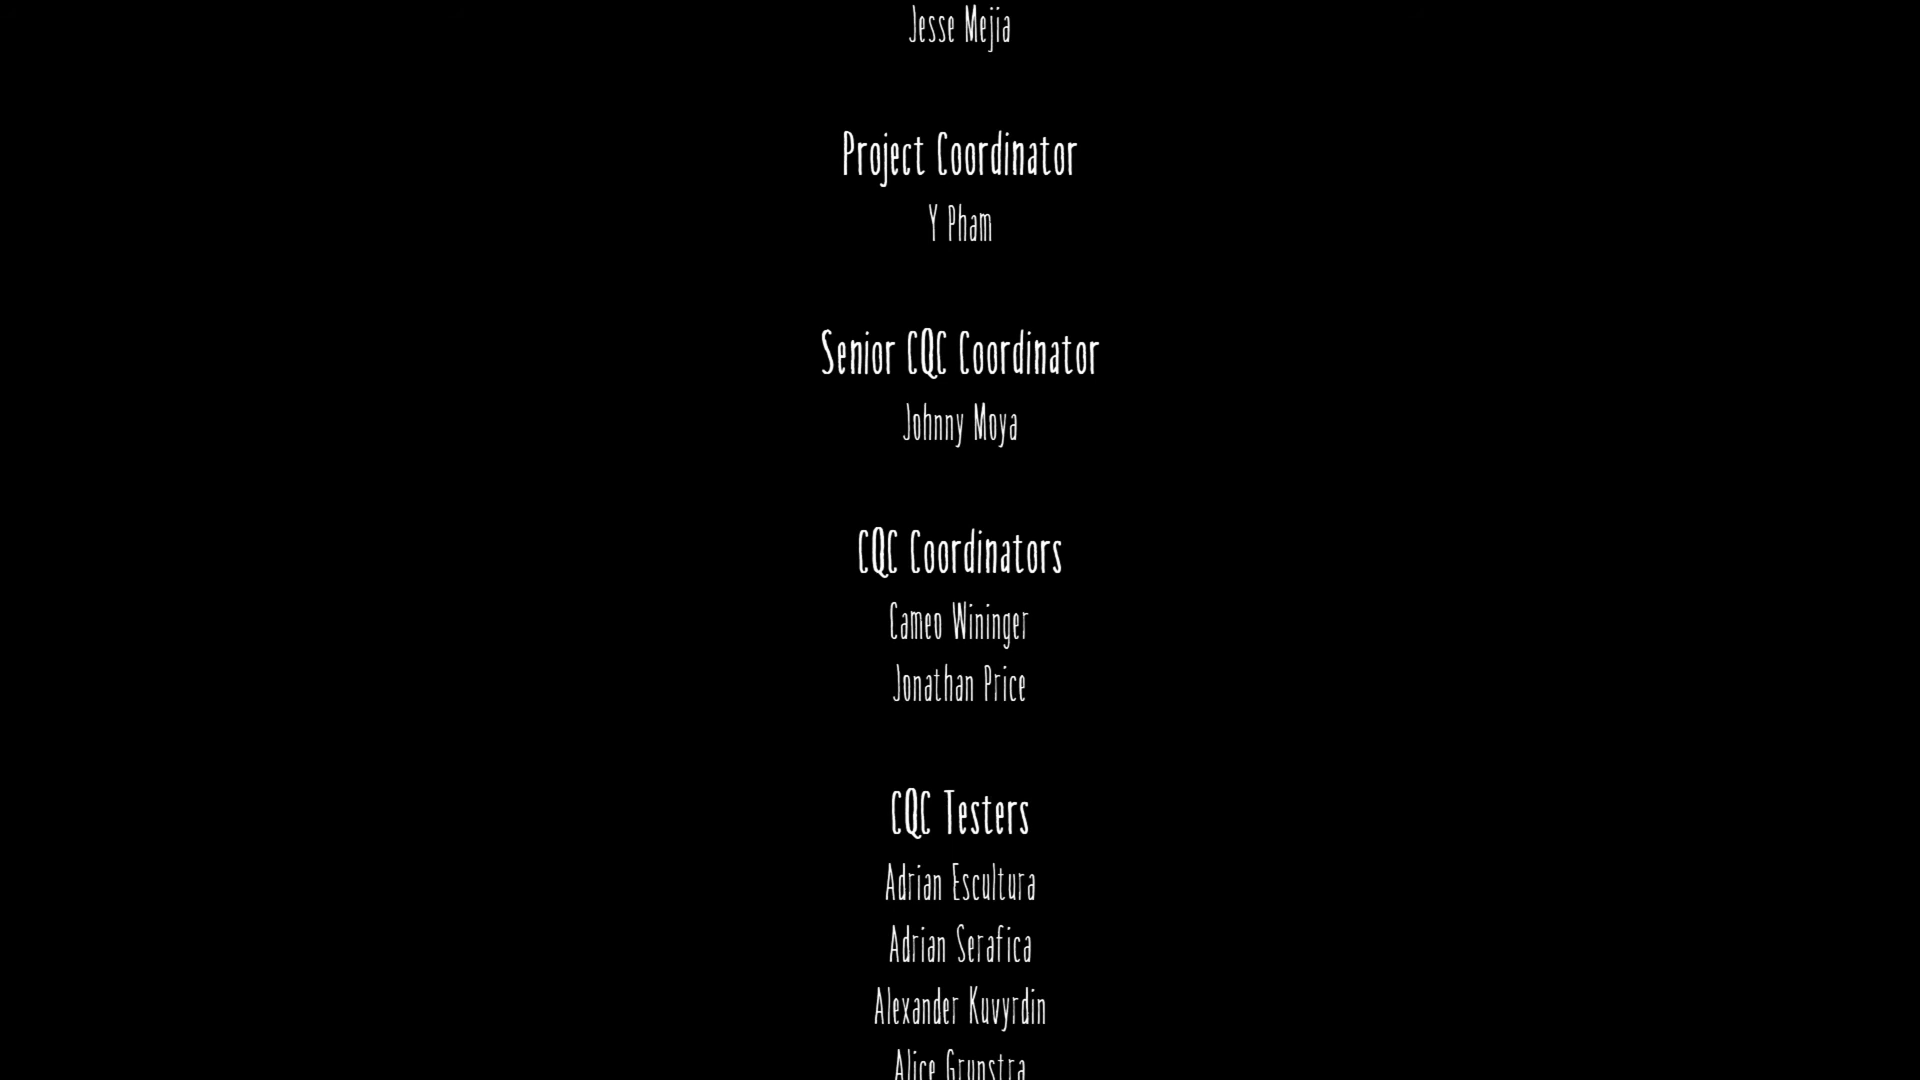 Jesse Mejia
Project Coordinator
Y Pham
Senior CQC Coordinator
Johnny Moya
CQC Coordinators
Cameo Wininger
Jonathan Price
CQC Testers
Adrian Escultura
Adrian Serafica
Alexander Kuvyrdin
Alice Grunstra